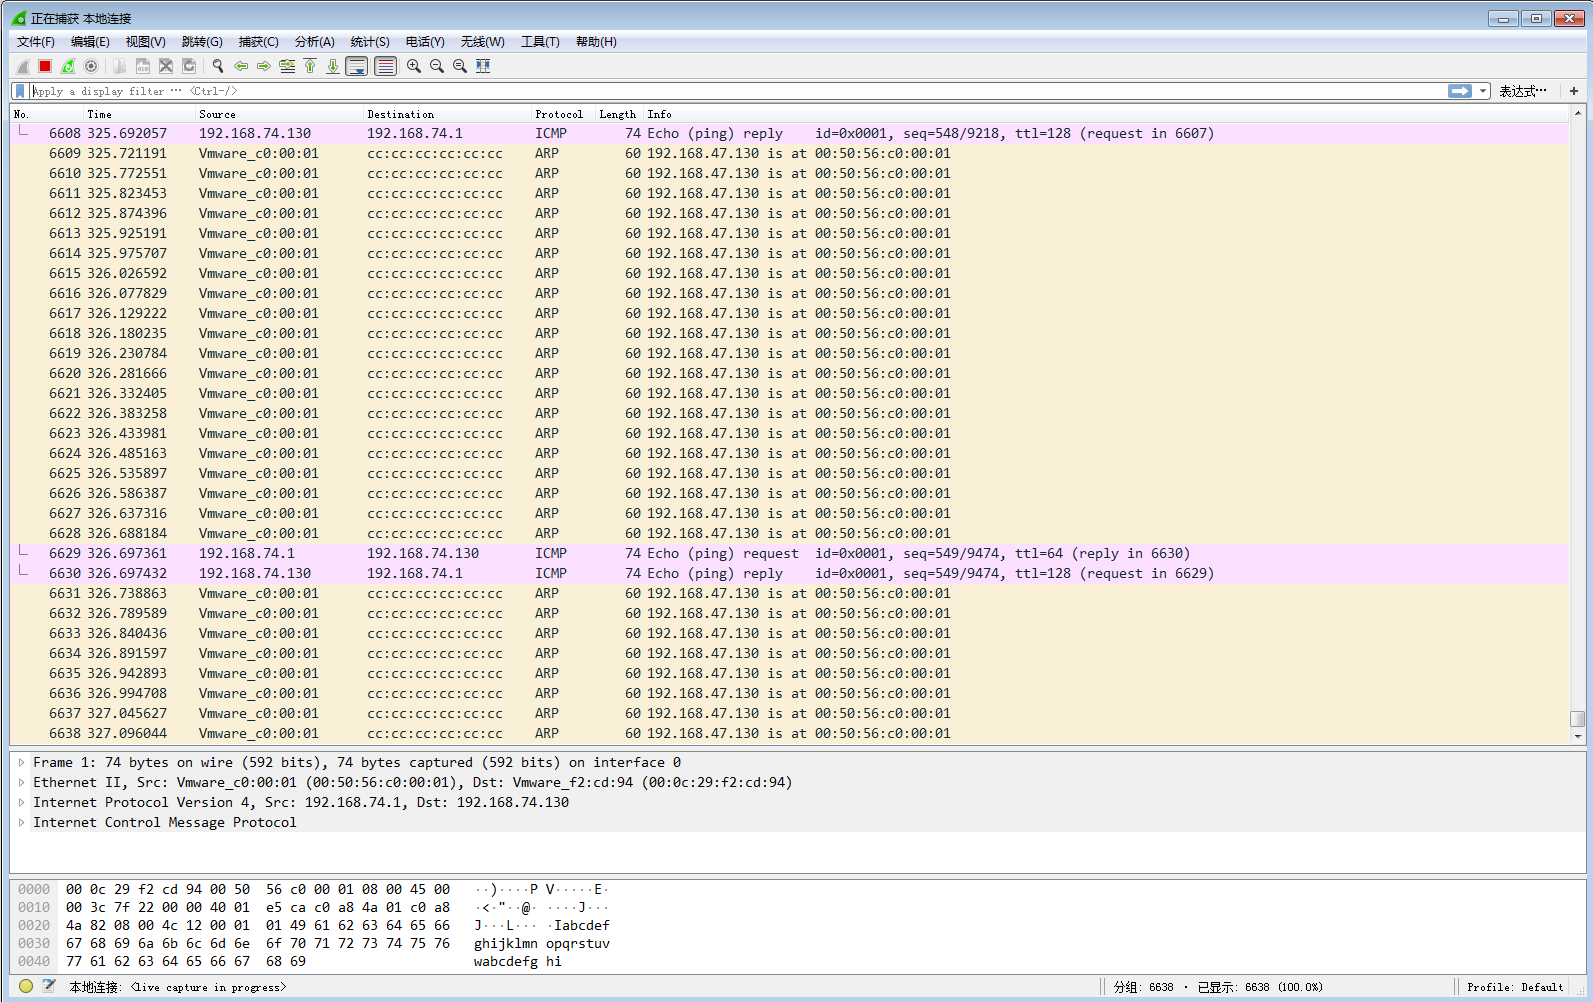 正在捕获 本地连接
文件(F) 编辑(E) 视图(V) 跳转(G) 捕获(C) 分析(A) 统计(S) 电话(Y) 无线(W) 工具(T) 帮助(H)
Apply a display filter … <Ctrl-/> 表达式… +
No. Time Source Destination Protocol Length Info
6608 325.692057 192.168.74.130 192.168.74.1 ICMP 74 Echo (ping) reply id=0x0001, seq=548/9218, ttl=128 (request in 6607)
6609 325.721191 Vmware_c0:00:01 cc:cc:cc:cc:cc:cc ARP 60 192.168.47.130 is at 00:50:56:c0:00:01
6610 325.772551 Vmware_c0:00:01 cc:cc:cc:cc:cc:cc ARP 60 192.168.47.130 is at 00:50:56:c0:00:01
6611 325.823453 Vmware_c0:00:01 cc:cc:cc:cc:cc:cc ARP 60 192.168.47.130 is at 00:50:56:c0:00:01
6612 325.874396 Vmware_c0:00:01 cc:cc:cc:cc:cc:cc ARP 60 192.168.47.130 is at 00:50:56:c0:00:01
6613 325.925191 Vmware_c0:00:01 cc:cc:cc:cc:cc:cc ARP 60 192.168.47.130 is at 00:50:56:c0:00:01
6614 325.975707 Vmware_c0:00:01 cc:cc:cc:cc:cc:cc ARP 60 192.168.47.130 is at 00:50:56:c0:00:01
6615 326.026592 Vmware_c0:00:01 cc:cc:cc:cc:cc:cc ARP 60 192.168.47.130 is at 00:50:56:c0:00:01
6616 326.077829 Vmware_c0:00:01 cc:cc:cc:cc:cc:cc ARP 60 192.168.47.130 is at 00:50:56:c0:00:01
6617 326.129222 Vmware_c0:00:01 cc:cc:cc:cc:cc:cc ARP 60 192.168.47.130 is at 00:50:56:c0:00:01
6618 326.180235 Vmware_c0:00:01 cc:cc:cc:cc:cc:cc ARP 60 192.168.47.130 is at 00:50:56:c0:00:01
6619 326.230784 Vmware_c0:00:01 cc:cc:cc:cc:cc:cc ARP 60 192.168.47.130 is at 00:50:56:c0:00:01
6620 326.281666 Vmware_c0:00:01 cc:cc:cc:cc:cc:cc ARP 60 192.168.47.130 is at 00:50:56:c0:00:01
6621 326.332405 Vmware_c0:00:01 cc:cc:cc:cc:cc:cc ARP 60 192.168.47.130 is at 00:50:56:c0:00:01
6622 326.383258 Vmware_c0:00:01 cc:cc:cc:cc:cc:cc ARP 60 192.168.47.130 is at 00:50:56:c0:00:01
6623 326.433981 Vmware_c0:00:01 cc:cc:cc:cc:cc:cc ARP 60 192.168.47.130 is at 00:50:56:c0:00:01
6624 326.485163 Vmware_c0:00:01 cc:cc:cc:cc:cc:cc ARP 60 192.168.47.130 is at 00:50:56:c0:00:01
6625 326.535897 Vmware_c0:00:01 cc:cc:cc:cc:cc:cc ARP 60 192.168.47.130 is at 00:50:56:c0:00:01
6626 326.586387 Vmware_c0:00:01 cc:cc:cc:cc:cc:cc ARP 60 192.168.47.130 is at 00:50:56:c0:00:01
6627 326.637316 Vmware_c0:00:01 cc:cc:cc:cc:cc:cc ARP 60 192.168.47.130 is at 00:50:56:c0:00:01
6628 326.688184 Vmware_c0:00:01 cc:cc:cc:cc:cc:cc ARP 60 192.168.47.130 is at 00:50:56:c0:00:01
6629 326.697361 192.168.74.1 192.168.74.130 ICMP 74 Echo (ping) request id=0x0001, seq=549/9474, ttl=64 (reply in 6630)
6630 326.697432 192.168.74.130 192.168.74.1 ICMP 74 Echo (ping) reply id=0x0001, seq=549/9474, ttl=128 (request in 6629)
6631 326.738863 Vmware_c0:00:01 cc:cc:cc:cc:cc:cc ARP 60 192.168.47.130 is at 00:50:56:c0:00:01
6632 326.789589 Vmware_c0:00:01 cc:cc:cc:cc:cc:cc ARP 60 192.168.47.130 is at 00:50:56:c0:00:01
6633 326.840436 Vmware_c0:00:01 cc:cc:cc:cc:cc:cc ARP 60 192.168.47.130 is at 00:50:56:c0:00:01
6634 326.891597 Vmware_c0:00:01 cc:cc:cc:cc:cc:cc ARP 60 192.168.47.130 is at 00:50:56:c0:00:01
6635 326.942893 Vmware_c0:00:01 cc:cc:cc:cc:cc:cc ARP 60 192.168.47.130 is at 00:50:56:c0:00:01
6636 326.994708 Vmware_c0:00:01 cc:cc:cc:cc:cc:cc ARP 60 192.168.47.130 is at 00:50:56:c0:00:01
6637 327.045627 Vmware_c0:00:01 cc:cc:cc:cc:cc:cc ARP 60 192.168.47.130 is at 00:50:56:c0:00:01
6638 327.096044 Vmware_c0:00:01 cc:cc:cc:cc:cc:cc ARP 60 192.168.47.130 is at 00:50:56:c0:00:01
Frame 1: 74 bytes on wire (592 bits), 74 bytes captured (592 bits) on interface 0
Ethernet II, Src: Vmware_c0:00:01 (00:50:56:c0:00:01), Dst: Vmware_f2:cd:94 (00:0c:29:f2:cd:94)
Internet Protocol Version 4, Src: 192.168.74.1, Dst: 192.168.74.130
Internet Control Message Protocol
0000 00 0c 29 f2 cd 94 00 50 56 c0 00 01 08 00 45 00 ··)····P V·····E·
0010 00 3c 7f 22 00 00 40 01 e5 ca c0 a8 4a 01 c0 a8 ·<·"··@· ····J···
0020 4a 82 08 00 4c 12 00 01 01 49 61 62 63 64 65 66 J···L··· ·Iabcdef
0030 67 68 69 6a 6b 6c 6d 6e 6f 70 71 72 73 74 75 76 ghijklmn opqrstuv
0040 77 61 62 63 64 65 66 67 68 69 wabcdefg hi
本地连接: <live capture in progress> 分组: 6638 · 已显示: 6638 (100.0%) Profile: Default